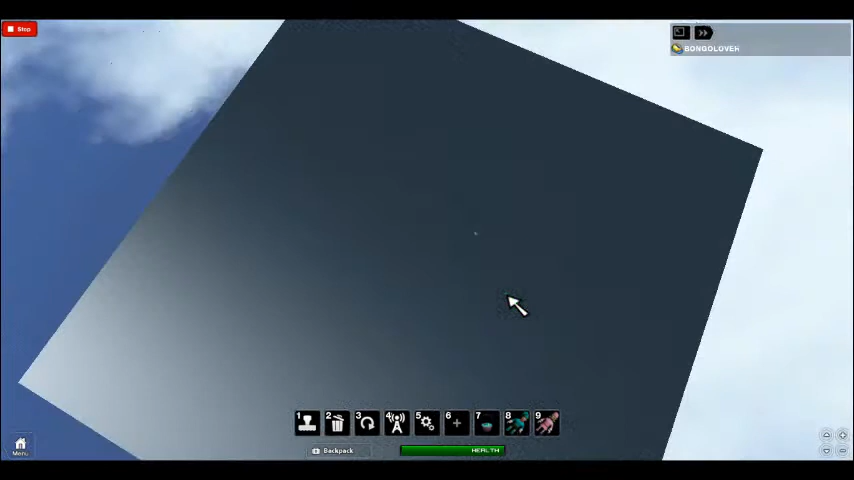 Stop
BONGOLOVER
1 2 3 4 5 6 7 8 9
Menu
Backpack
HEALTH